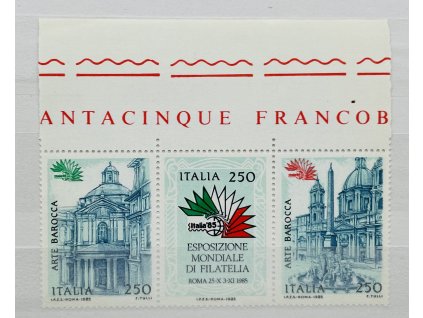 ANTACINQUE FRANCOB
ARTE BAROCCA
ITALIA 250
I.P.Z.S.-ROMA-1985 F. TULLI
ITALIA 250
Italia '85
ESPOSIZIONE
MONDIALE
DI FILATELIA
ROMA 25·X 3·XI 1985
I.P.Z.S.-ROMA-1985
ARTE BAROCCA
ITALIA 250
I.P.Z.S.-ROMA-1985 F. TULLI